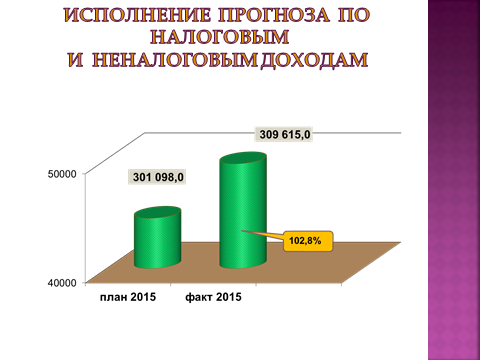 ИСПОЛНЕНИЕ ПРОГНОЗА ПО
НАЛОГОВЫМ
И НЕНАЛОГОВЫМ ДОХОДАМ
309 615,0
301 098,0
50000
102,8%
40000
план 2015 факт 2015